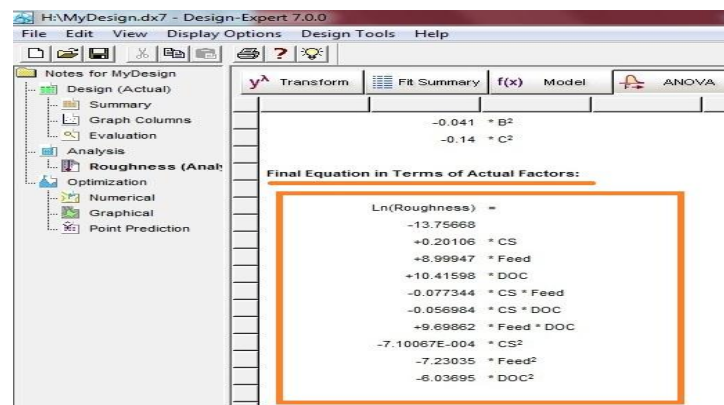 H:\MyDesign.dx7 - Design-Expert 7.0.0
File Edit View Display Options Design Tools Help
Notes for MyDesign
Design (Actual)
Summary
Graph Columns
Evaluation
Analysis
Roughness (Analy
Optimization
Numerical
Graphical
Point Prediction
yλ Transform Fit Summary f(x) Model ANOVA
-0.041 * B²
-0.14 * C²
Final Equation in Terms of Actual Factors:
Ln(Roughness) =
-13.75668
+0.20106 * CS
+8.99947 * Feed
+10.41598 * DOC
-0.077344 * CS * Feed
-0.056984 * CS * DOC
+9.69862 * Feed * DOC
-7.10067E-004 * CS²
-7.23035 * Feed²
-6.03695 * DOC²